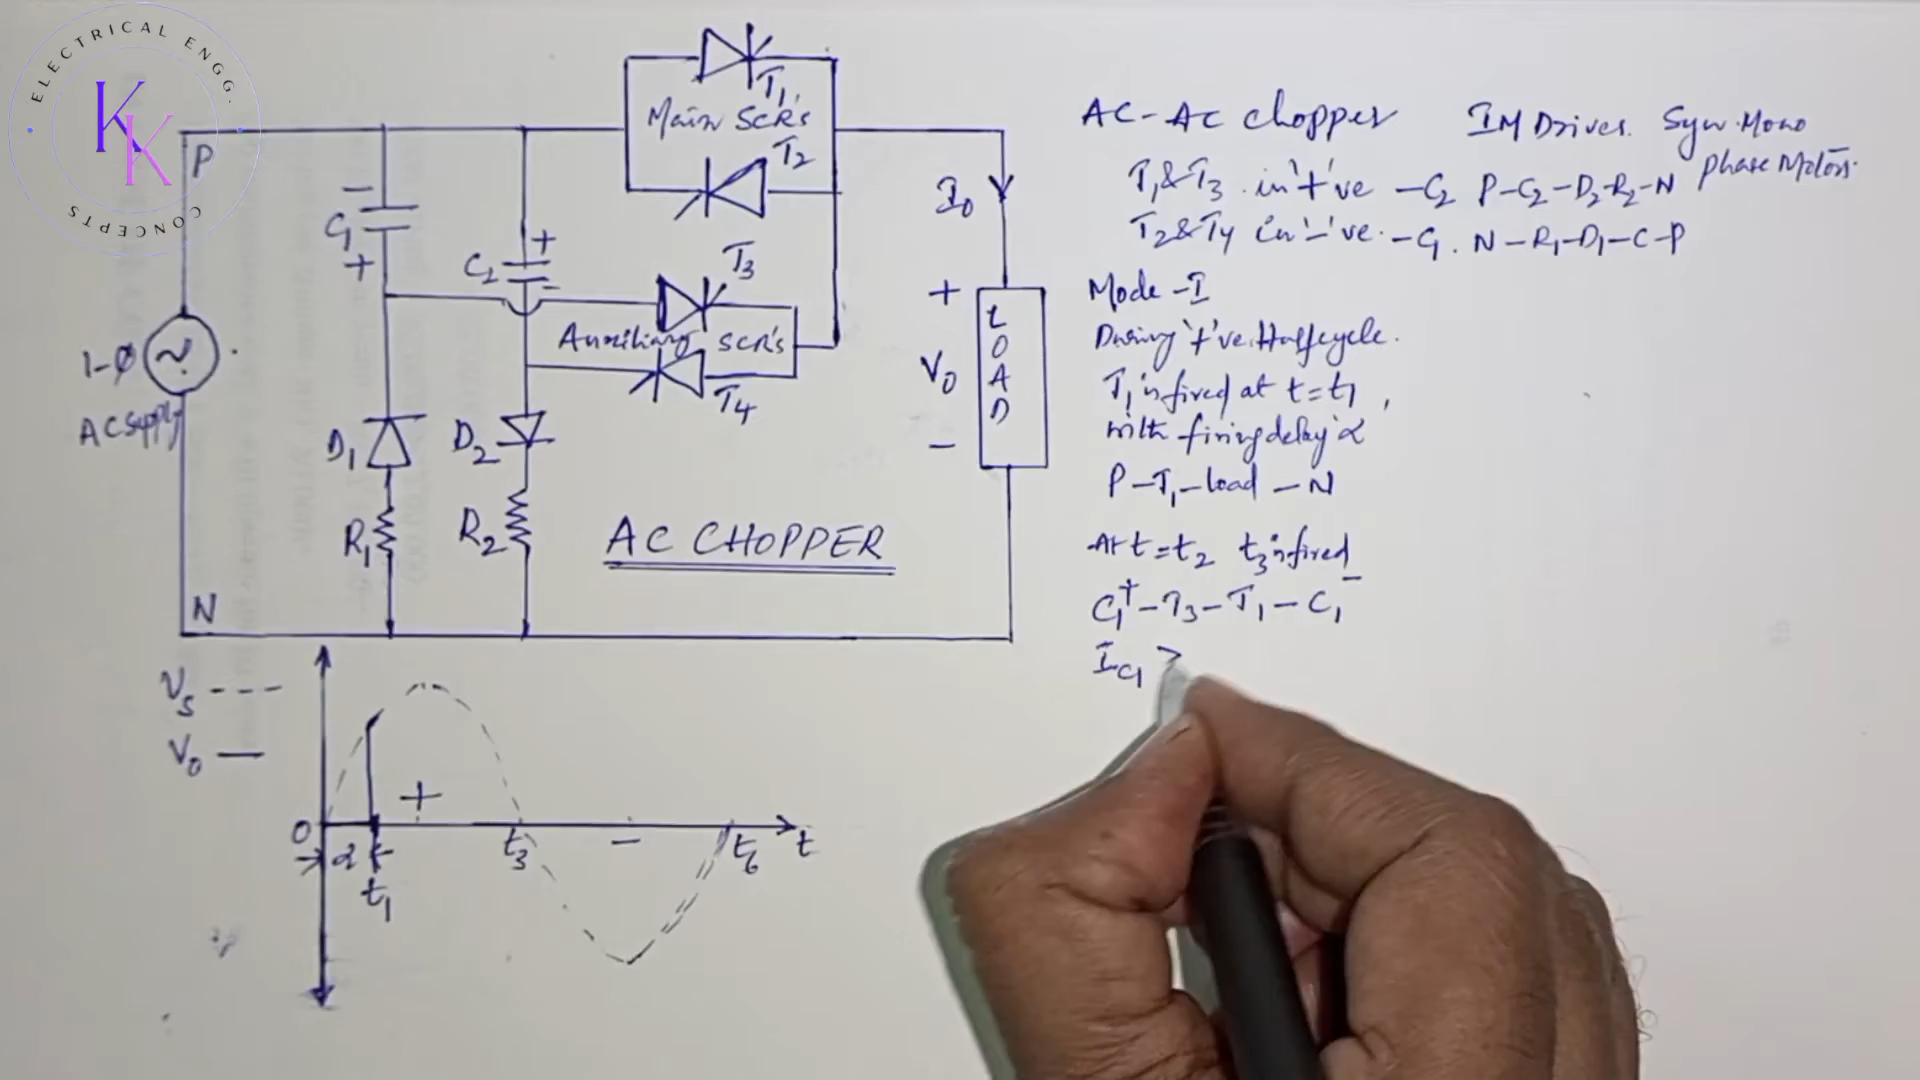 ELECTRICAL ENGG.
KK
CONCEPTS
P
C1
C2
T1
Main SCR's
T2
T3
Auxiliary SCR's
T4
I0
+
V0
-
LOAD
1-φ
AC Supply
D1
D2
R1
R2
N
AC CHOPPER
Vs
V0
0
α
t1
+
t3
-
t6
t
AC-AC chopper IM Drives. Syn. Mono phase Motors.
T1&T3 in '+'ve -C2 P-C2-D2-R2-N
T2&T4 in '-'ve. -C1. N-R1-D1-C-P
Mode-I
During '+'ve Halfcycle.
T1 is fired at t=t1,
with firing delay α
P-T1-load-N
At t=t2 t3 is fired
C1+-T3-T1-C1-
IC1 >